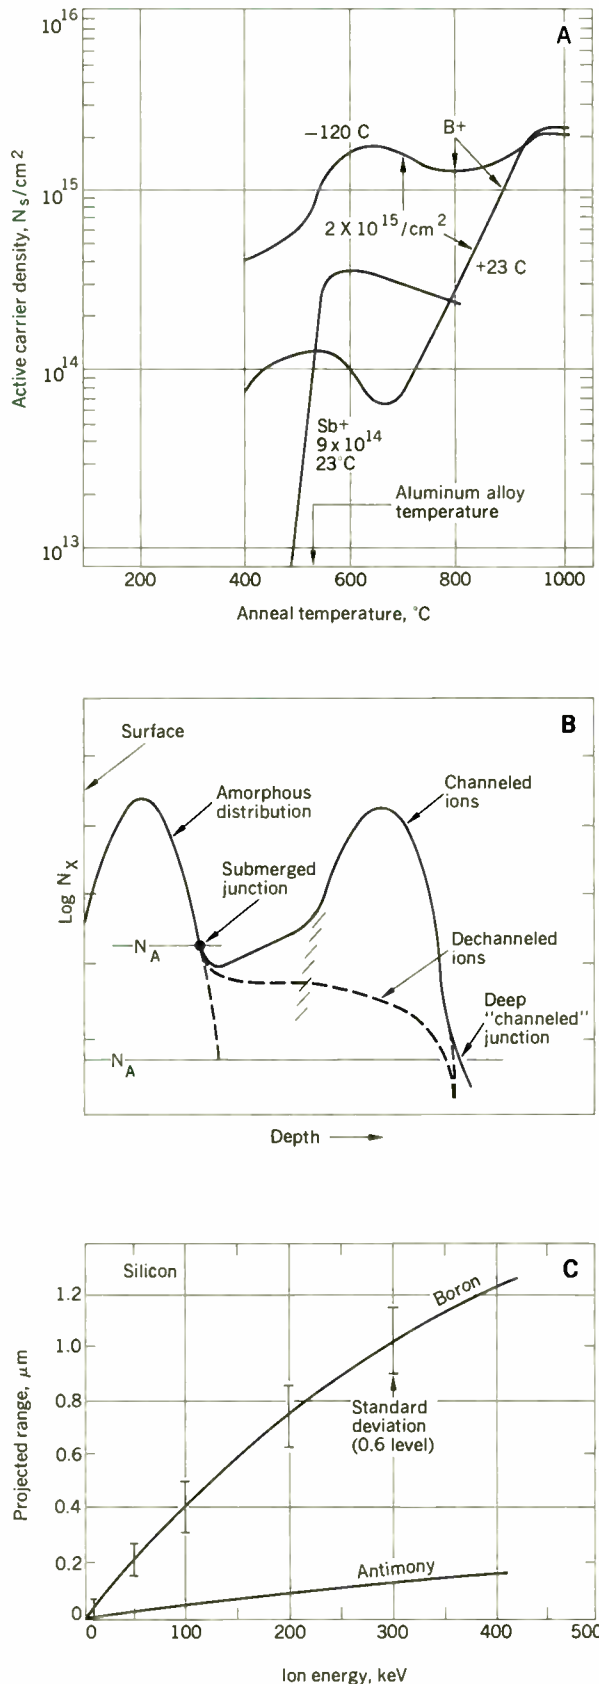 A
10^16
10^15
10^14
10^13
Active carrier density, N_s/cm^2
−120 C
B+
2 X 10^15/cm^2
+23 C
Sb+
9 x 10^14
23°C
Aluminum alloy
temperature
200
400
600
800
1000
Anneal temperature, °C
B
Surface
Amorphous
distribution
Channeled
ions
Submerged
junction
Log N_X
N_A
Dechanneled
ions
Deep
"channeled"
junction
N_A
Depth
C
Silicon
Boron
1.2
1.0
0.8
0.6
0.4
0.2
0
Projected range, μm
Standard
deviation
(0.6 level)
Antimony
0
100
200
300
400
500
Ion energy, keV